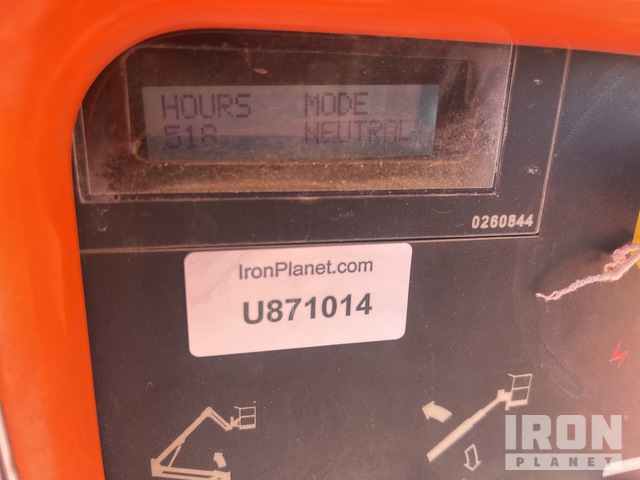 HOURS MODE
518 NEUTRAL
0260844
IronPlanet.com
U871014
IRON
PLANET